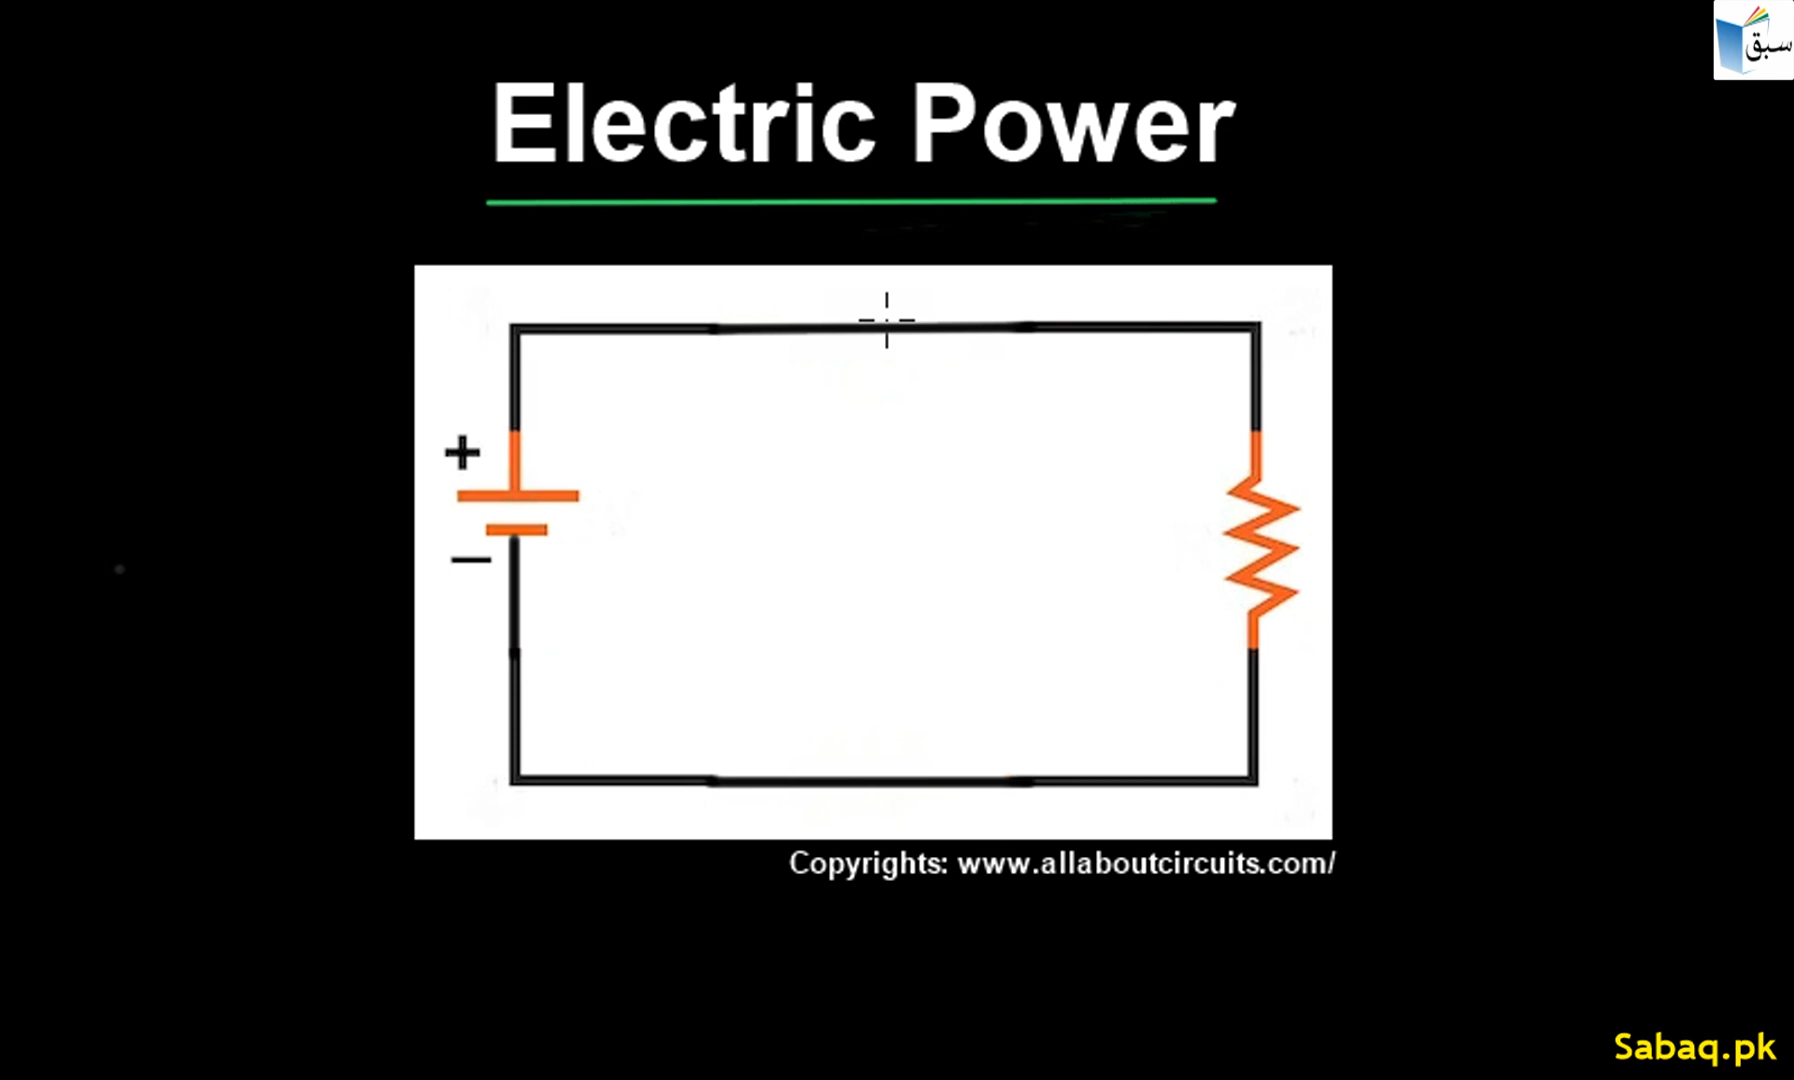 سبق
Electric Power
+
−
Copyrights: www.allaboutcircuits.com/
Sabaq.pk